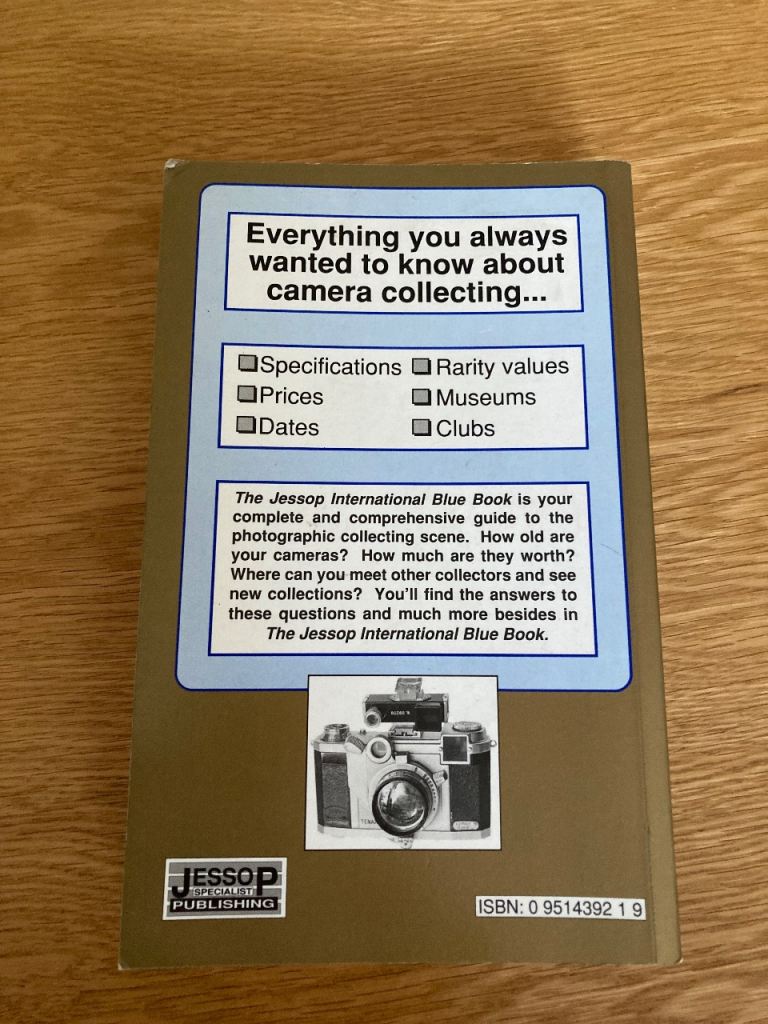 Everything you always
wanted to know about
camera collecting...
Specifications
Prices
Dates
Rarity values
Museums
Clubs
The Jessop International Blue Book is your
complete and comprehensive guide to the
photographic collecting scene. How old are
your cameras? How much are they worth?
Where can you meet other collectors and see
new collections? You'll find the answers to
these questions and much more besides in
The Jessop International Blue Book.
JESSOP
SPECIALIST
PUBLISHING
ISBN: 0 9514392 1 9